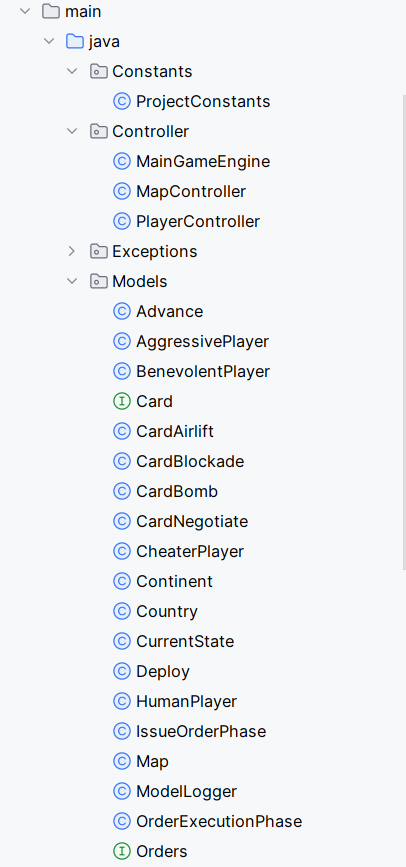 main
java
Constants
ProjectConstants
Controller
MainGameEngine
MapController
PlayerController
Exceptions
Models
Advance
AggressivePlayer
BenevolentPlayer
Card
CardAirlift
CardBlockade
CardBomb
CardNegotiate
CheaterPlayer
Continent
Country
CurrentState
Deploy
HumanPlayer
IssueOrderPhase
Map
ModelLogger
OrderExecutionPhase
Orders